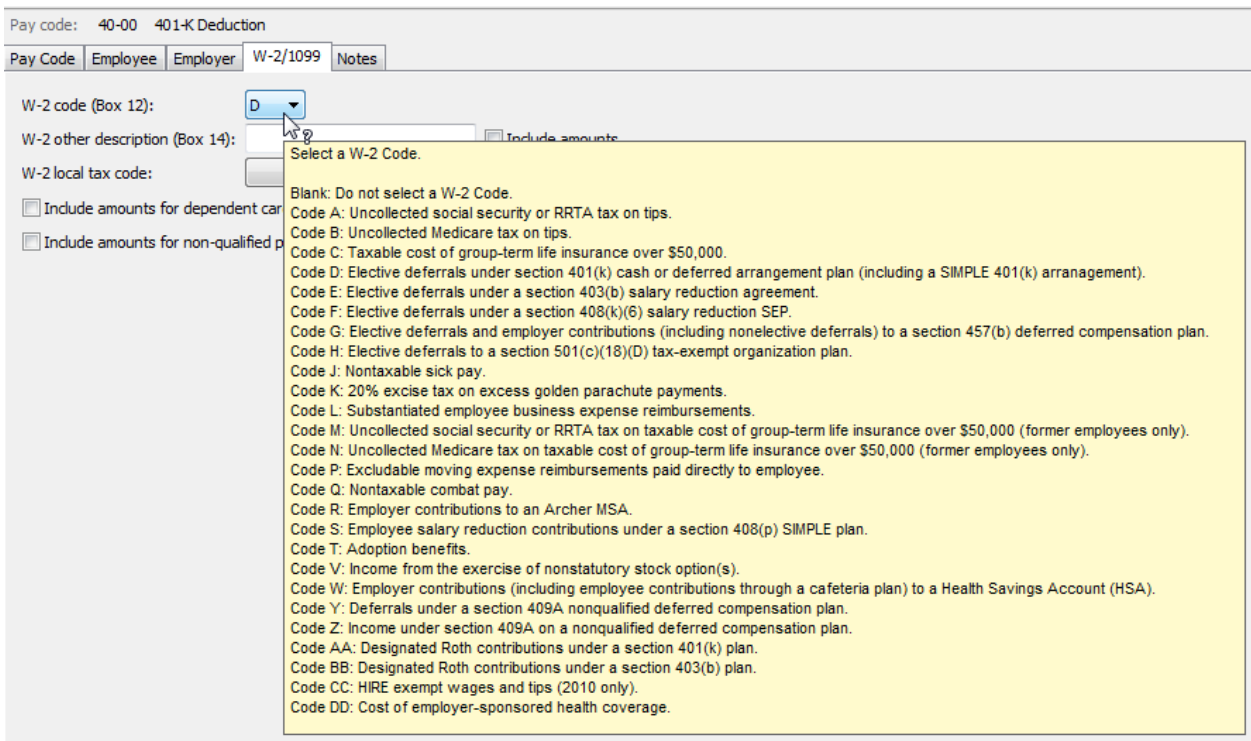 Pay code: 40-00 401-K Deduction
Pay Code Employee Employer W-2/1099 Notes
W-2 code (Box 12): D
W-2 other description (Box 14): Include amounts
W-2 local tax code:
Include amounts for dependent car
Include amounts for non-qualified p
Select a W-2 Code.
Blank: Do not select a W-2 Code.
Code A: Uncollected social security or RRTA tax on tips.
Code B: Uncollected Medicare tax on tips.
Code C: Taxable cost of group-term life insurance over $50,000.
Code D: Elective deferrals under section 401(k) cash or deferred arrangement plan (including a SIMPLE 401(k) arranagement).
Code E: Elective deferrals under a section 403(b) salary reduction agreement.
Code F: Elective deferrals under a section 408(k)(6) salary reduction SEP.
Code G: Elective deferrals and employer contributions (including nonelective deferrals) to a section 457(b) deferred compensation plan.
Code H: Elective deferrals to a section 501(c)(18)(D) tax-exempt organization plan.
Code J: Nontaxable sick pay.
Code K: 20% excise tax on excess golden parachute payments.
Code L: Substantiated employee business expense reimbursements.
Code M: Uncollected social security or RRTA tax on taxable cost of group-term life insurance over $50,000 (former employees only).
Code N: Uncollected Medicare tax on taxable cost of group-term life insurance over $50,000 (former employees only).
Code P: Excludable moving expense reimbursements paid directly to employee.
Code Q: Nontaxable combat pay.
Code R: Employer contributions to an Archer MSA.
Code S: Employee salary reduction contributions under a section 408(p) SIMPLE plan.
Code T: Adoption benefits.
Code V: Income from the exercise of nonstatutory stock option(s).
Code W: Employer contributions (including employee contributions through a cafeteria plan) to a Health Savings Account (HSA).
Code Y: Deferrals under a section 409A nonqualified deferred compensation plan.
Code Z: Income under section 409A on a nonqualified deferred compensation plan.
Code AA: Designated Roth contributions under a section 401(k) plan.
Code BB: Designated Roth contributions under a section 403(b) plan.
Code CC: HIRE exempt wages and tips (2010 only).
Code DD: Cost of employer-sponsored health coverage.